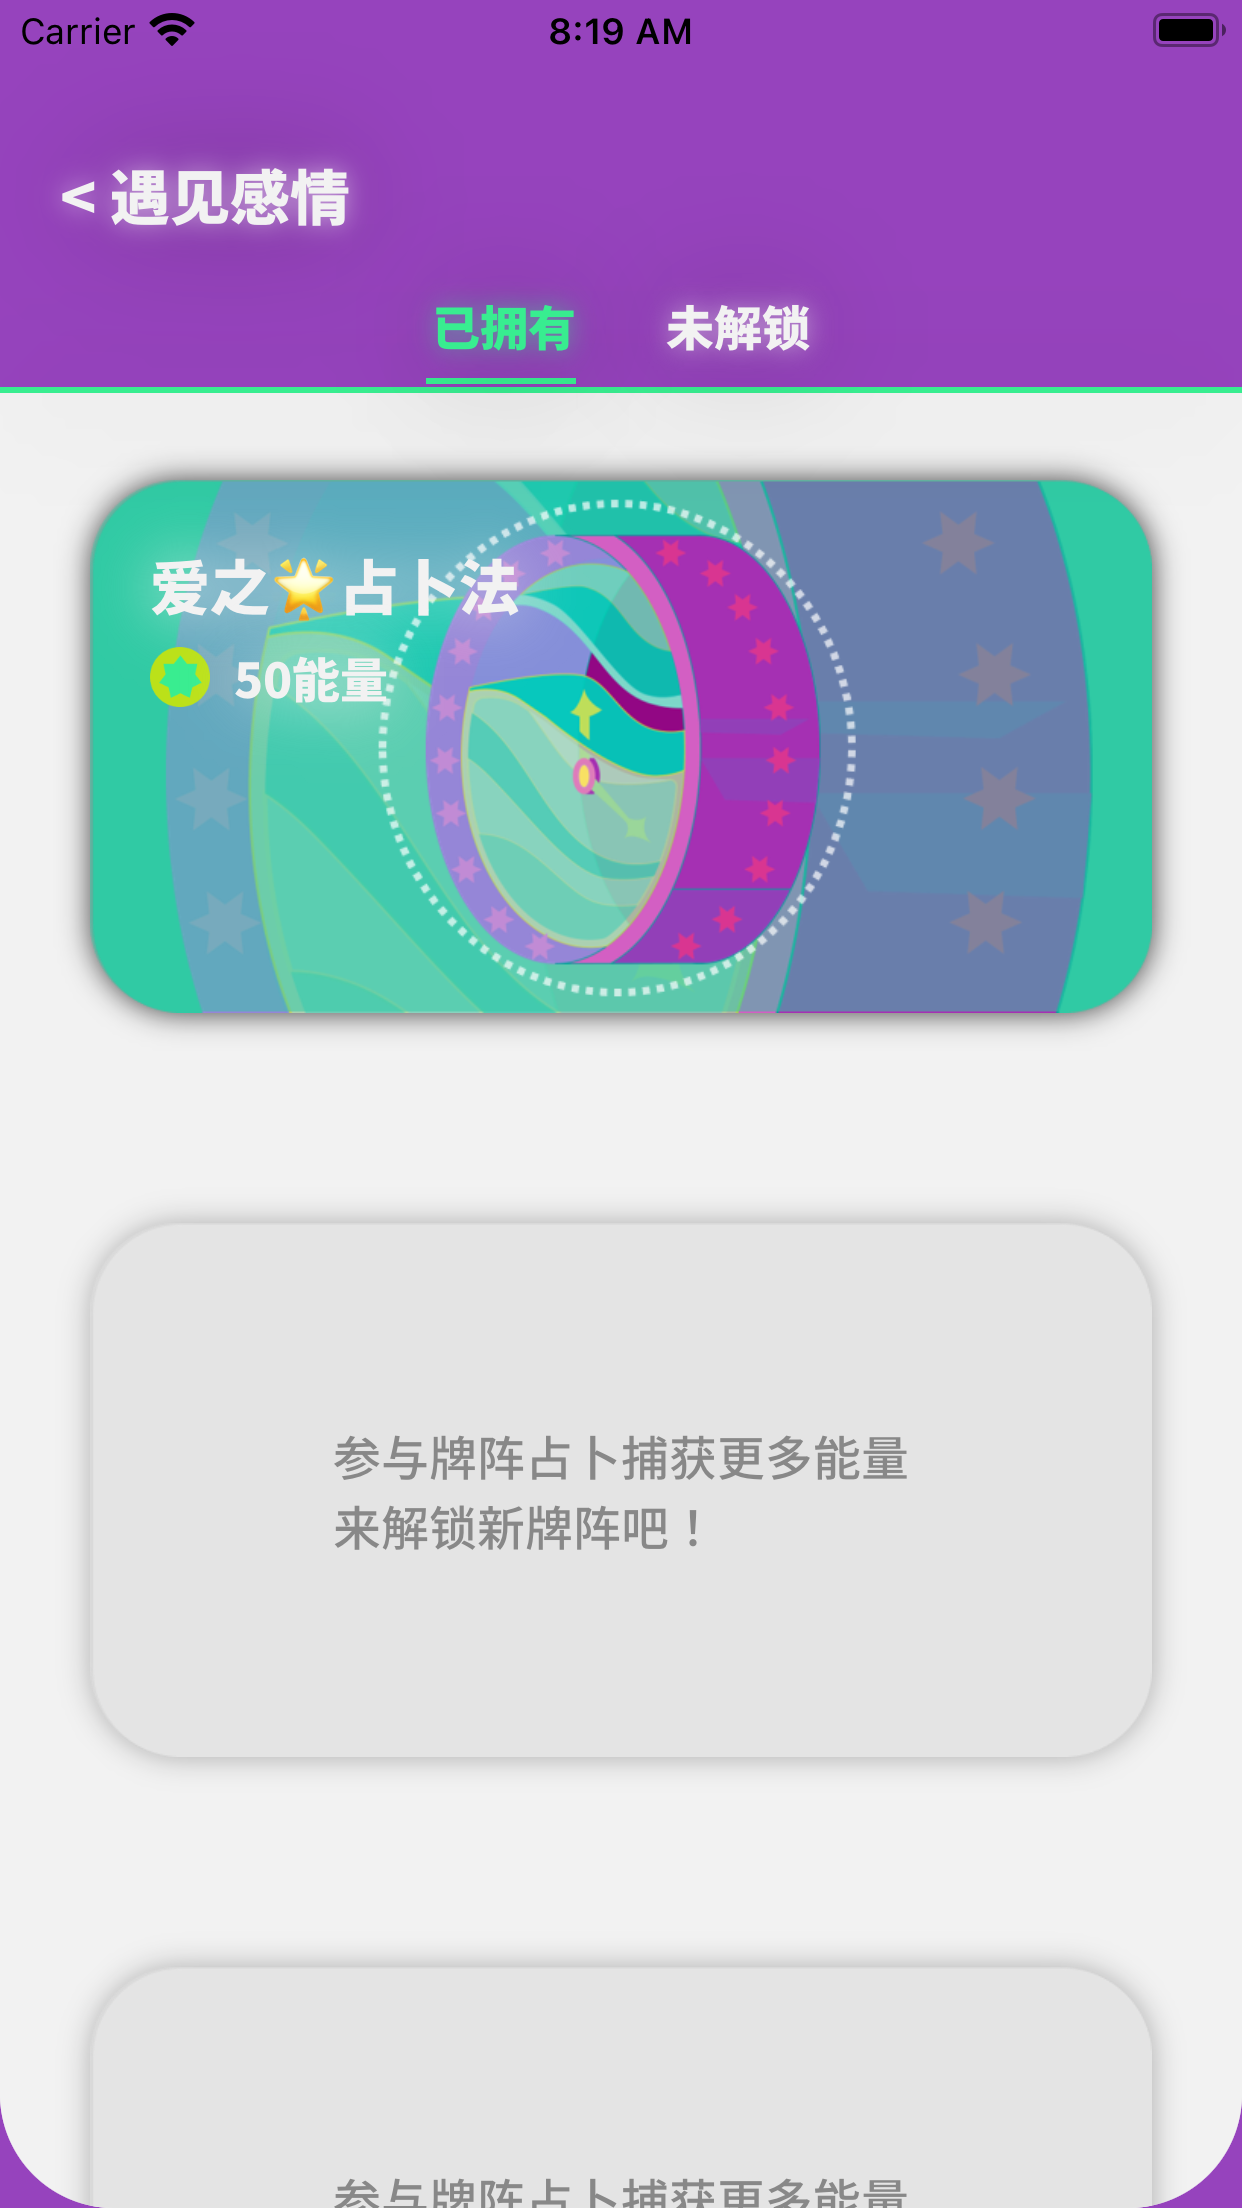 Carrier
8:19 AM
< 遇见感情
已拥有
未解锁
爱之🌟占卜法
50能量
参与牌阵占卜捕获更多能量
来解锁新牌阵吧！
参与牌阵占卜捕获更多能量